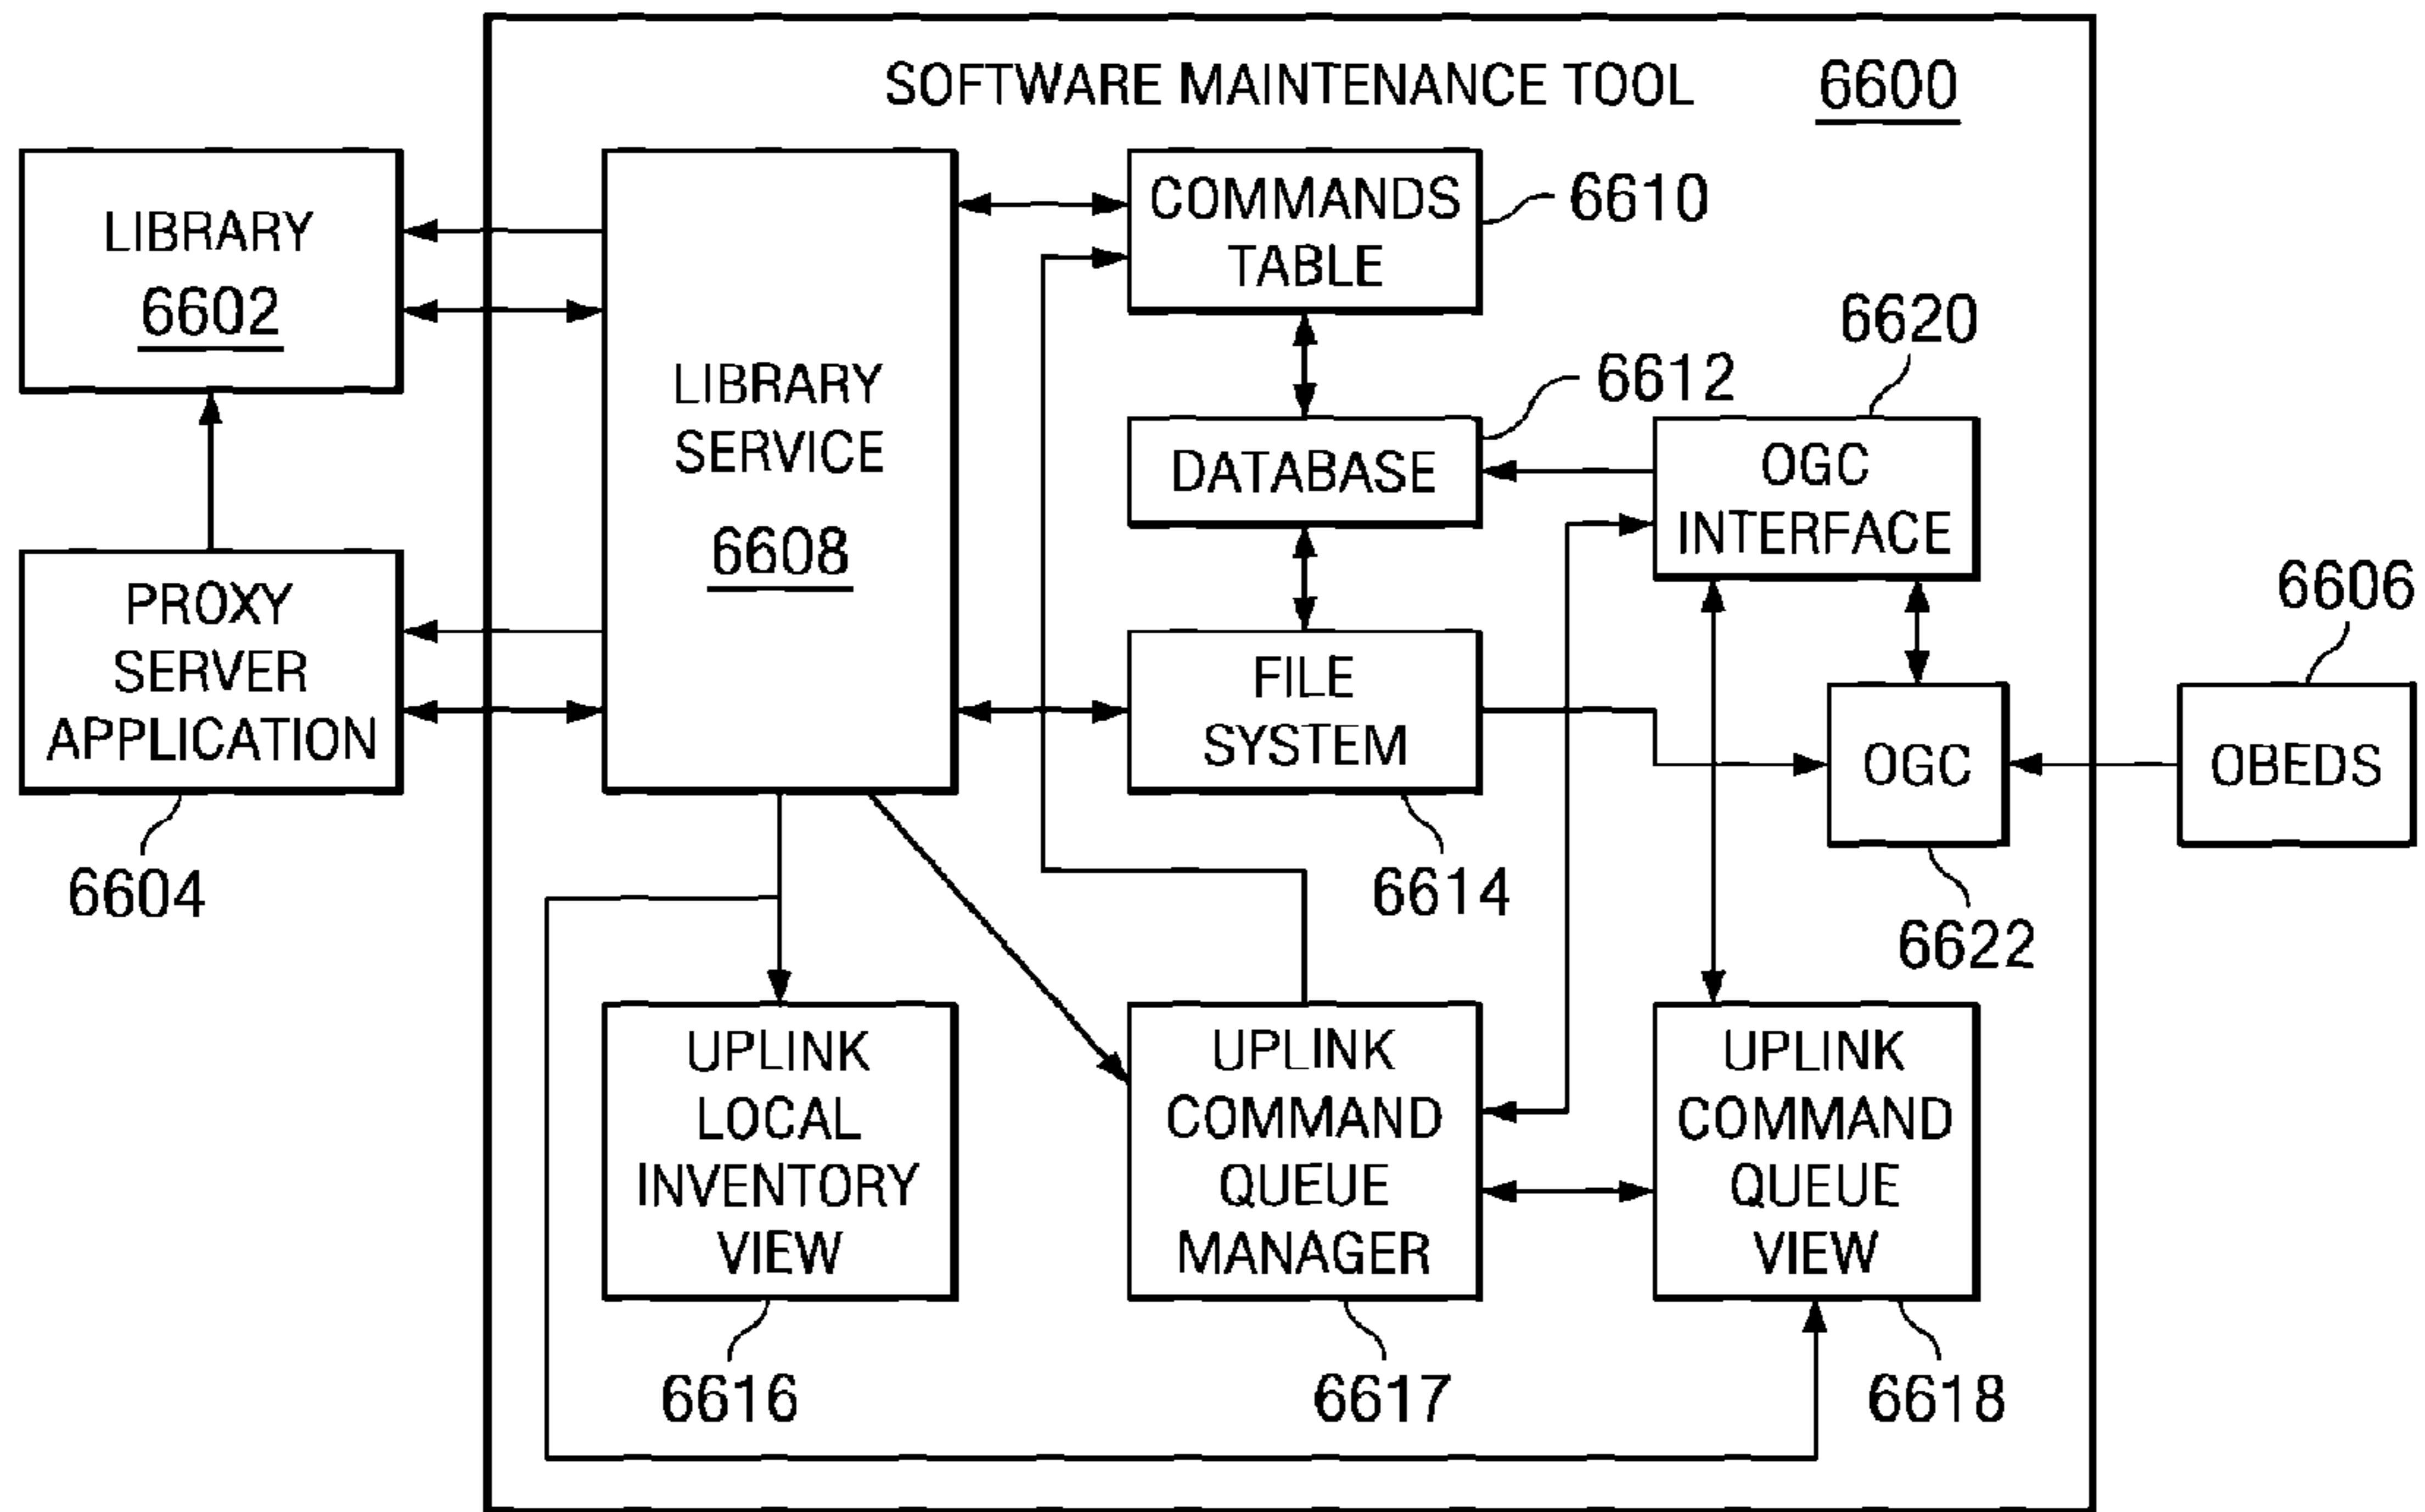 SOFTWARE MAINTENANCE TOOL 6600
LIBRARY
6602
PROXY
SERVER
APPLICATION
6604
LIBRARY
SERVICE
6608
COMMANDS
TABLE
6610
DATABASE
6612
FILE
SYSTEM
6614
OGC
INTERFACE
6620
OGC
6622
OBEDS
6606
UPLINK
LOCAL
INVENTORY
VIEW
6616
UPLINK
COMMAND
QUEUE
MANAGER
6617
UPLINK
COMMAND
QUEUE
VIEW
6618